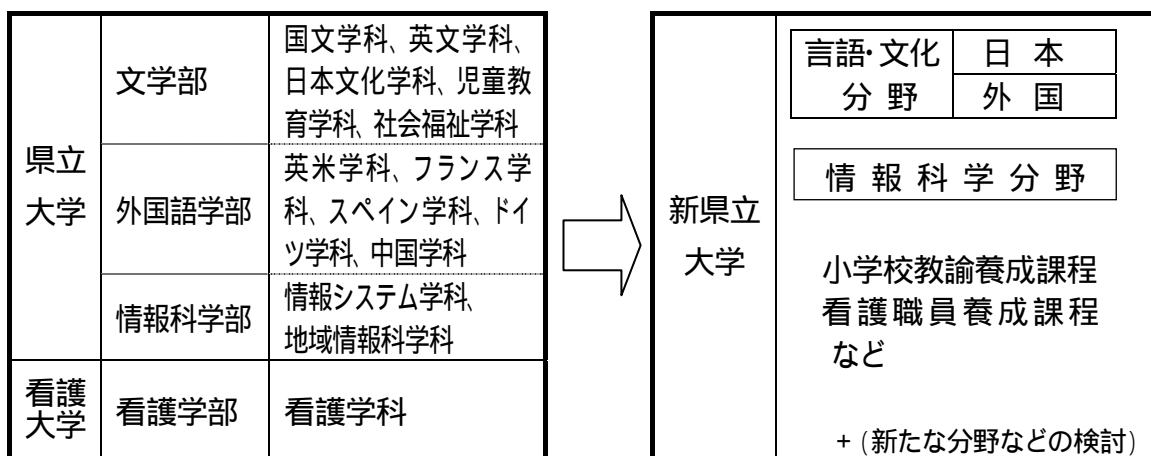 県立
大学
文学部
国文学科、英文学科、
日本文化学科、児童教
育学科、社会福祉学科
外国語学部
英米学科、フランス学
科、スペイン学科、ドイ
ツ学科、中国学科
情報科学部
情報システム学科、
地域情報科学科
看護
大学
看護学部
看護学科
新県立
大学
言語・文化
分野
日本
外国
情報科学分野
小学校教諭養成課程
看護職員養成課程
など
+(新たな分野などの検討)